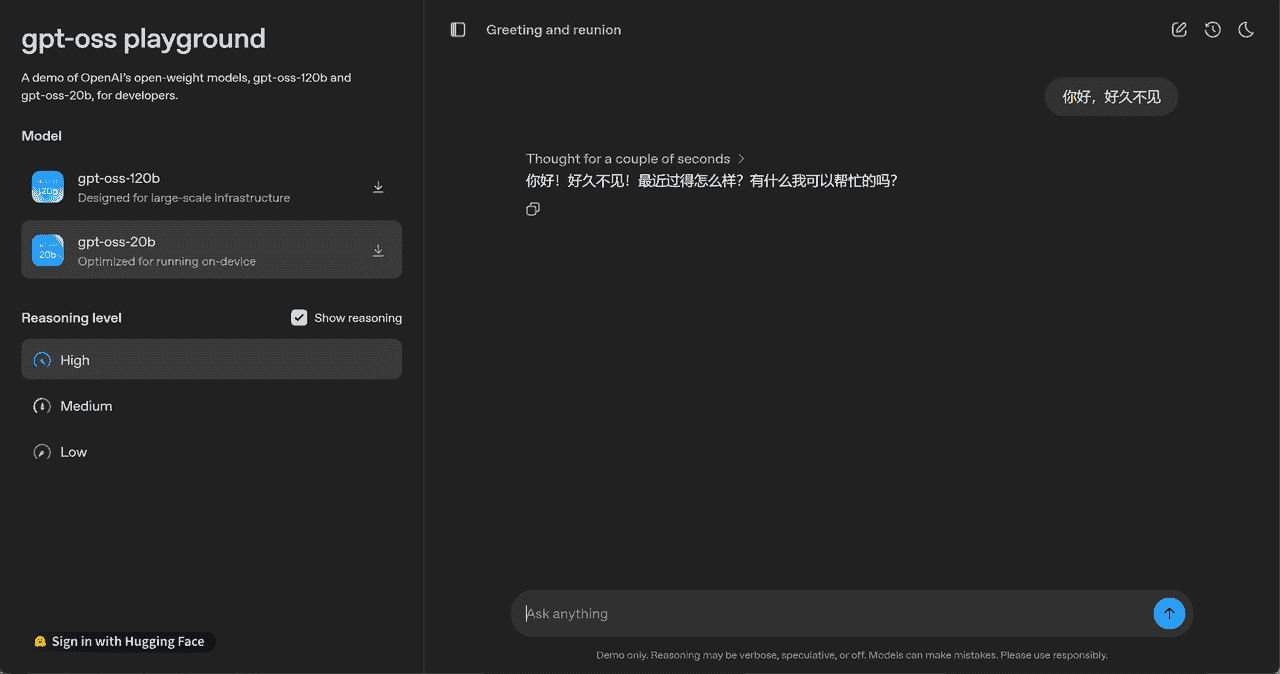 gpt-oss playground
A demo of OpenAI's open-weight models, gpt-oss-120b and
gpt-oss-20b, for developers.
Model
120b
gpt-oss-120b
Designed for large-scale infrastructure
20b
gpt-oss-20b
Optimized for running on-device
Reasoning level
Show reasoning
High
Medium
Low
Sign in with Hugging Face
Greeting and reunion
你好，好久不见
Thought for a couple of seconds
你好！好久不见！最近过得怎么样？有什么我可以帮忙的吗？
Ask anything
Demo only. Reasoning may be verbose, speculative, or off. Models can make mistakes. Please use responsibly.